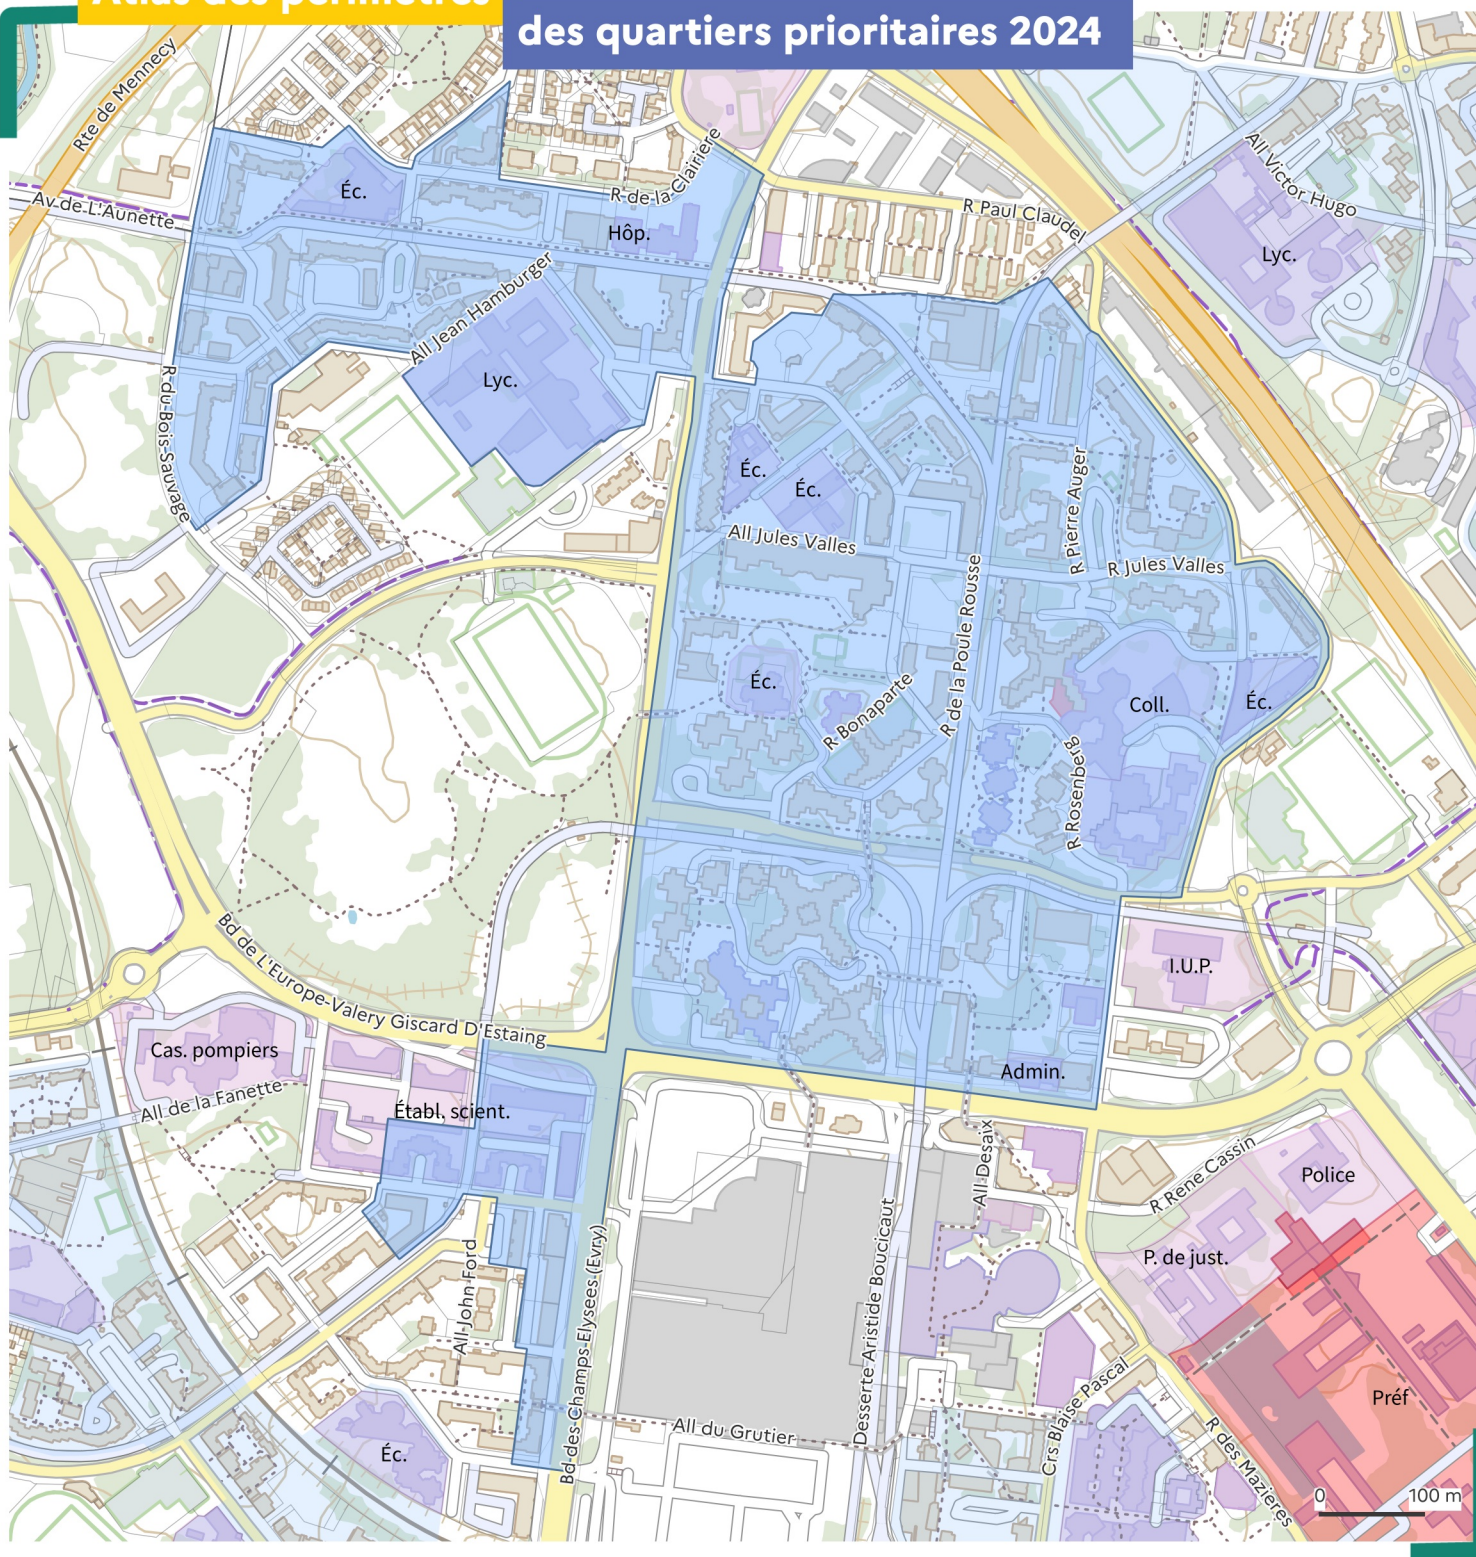 Atlas des périmètres
des quartiers prioritaires 2024
Rte de Mennecy
Av de L'Aunette
Éc.
R de la Clairière
Hôp.
R Paul Claudel
All Victor Hugo
Lyc.
All Jean Hamburger
Lyc.
R du Bois Sauvage
Éc.
Éc.
All Jules Valles
R Pierre Auger
R Jules Valles
R de la Poule Rousse
Éc.
R Bonaparte
Coll.
Éc.
R Rosenberg
Bd de L'Europe-Valery Giscard D'Estaing
I.U.P.
Cas. pompiers
All de la Fanette
Établ. scient.
Admin.
All Desaix
R Rene Cassin
Police
P. de just.
All John Ford
Bd des Champs Elysees (Evry)
Desserte Aristide Boucicaut
Crs Blaise Pascal
Préf
All du Grutier
Éc.
R des Mazieres
0 100 m